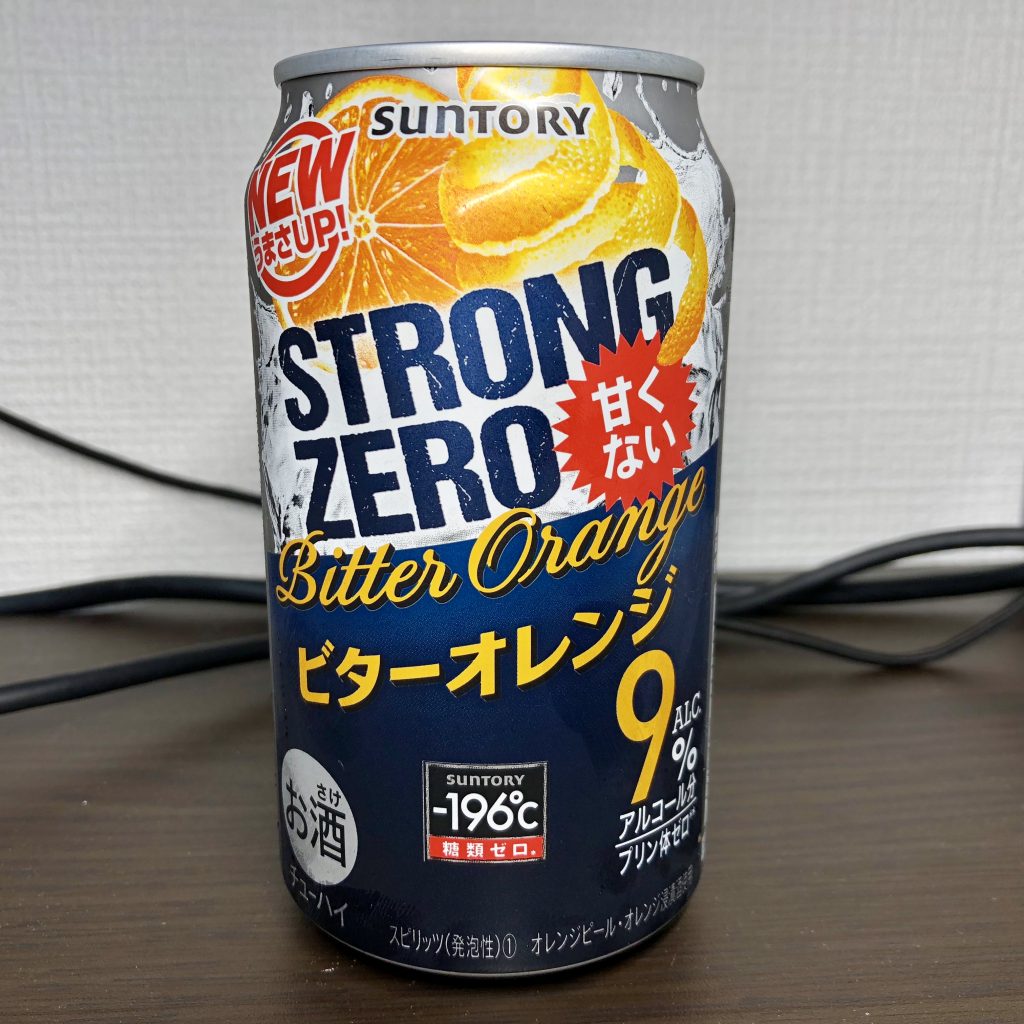 SUNTORY
NEW
うまさUP!
STRONG
ZERO
甘く
ない
Bitter Orange
ビターオレンジ
9
ALC.
%
アルコール分
プリン体ゼロ
SUNTORY
-196℃
糖類ゼロ。
さけ
お酒
チューハイ
スピリッツ(発泡性)① オレンジピール・オレンジ浸漬酒